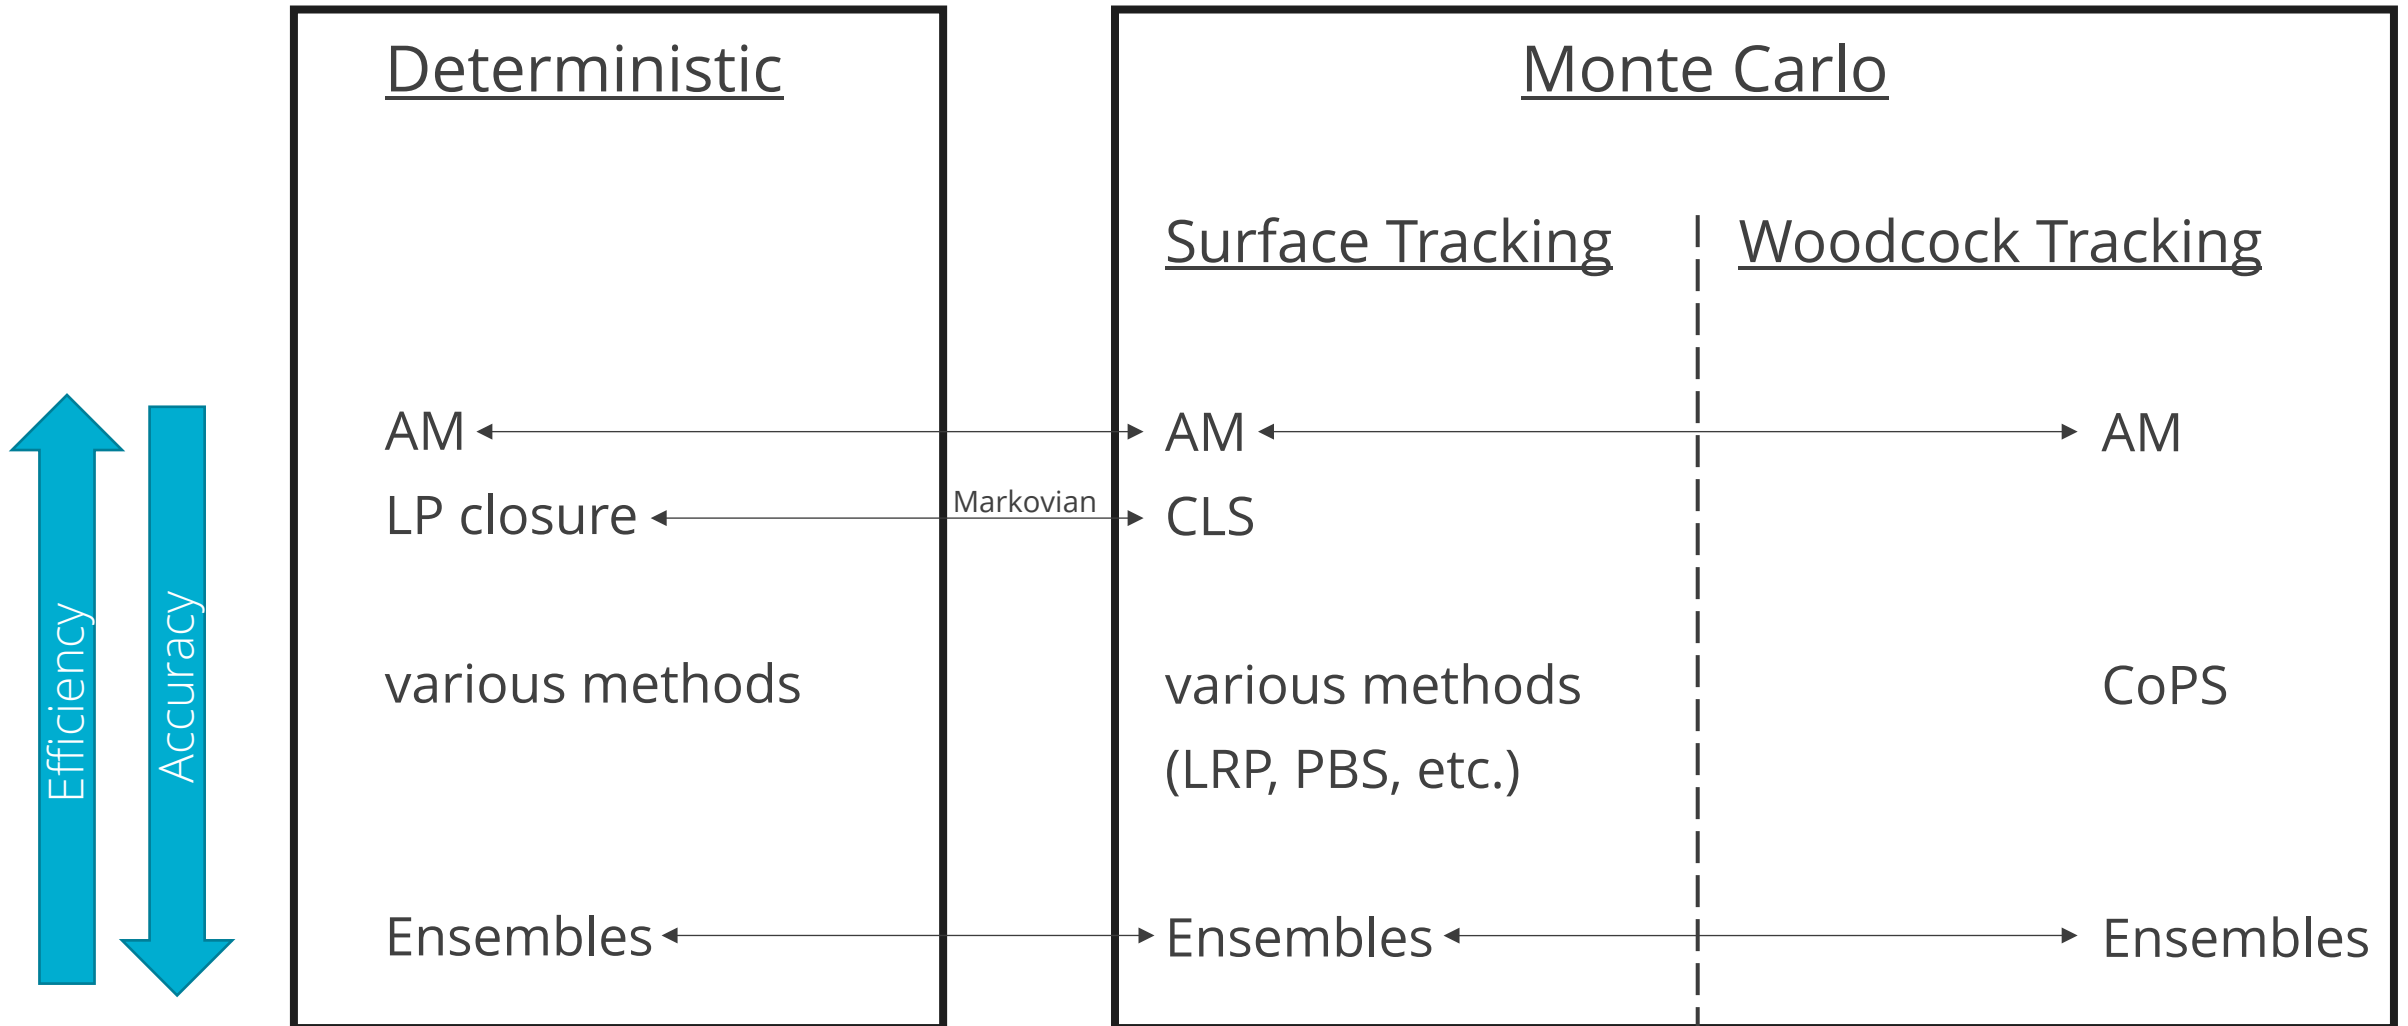 Deterministic
Monte Carlo
Surface Tracking
Woodcock Tracking
AM
AM
AM
LP closure
Markovian
CLS
various methods
various methods
CoPS
(LRP, PBS, etc.)
Ensembles
Ensembles
Ensembles
Efficiency
Accuracy